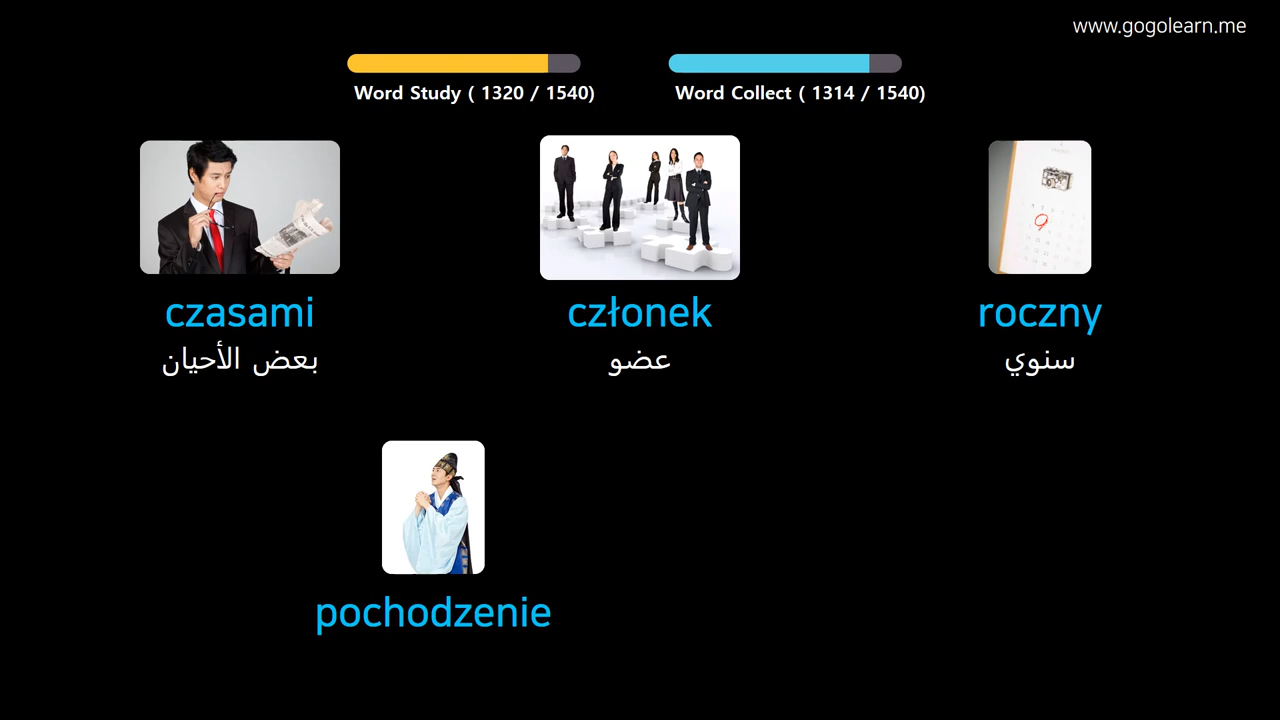 www.gogolearn.me
Word Study ( 1320 / 1540)
Word Collect ( 1314 / 1540)
czasami
بعض الأحيان
członek
عضو
roczny
سنوي
pochodzenie